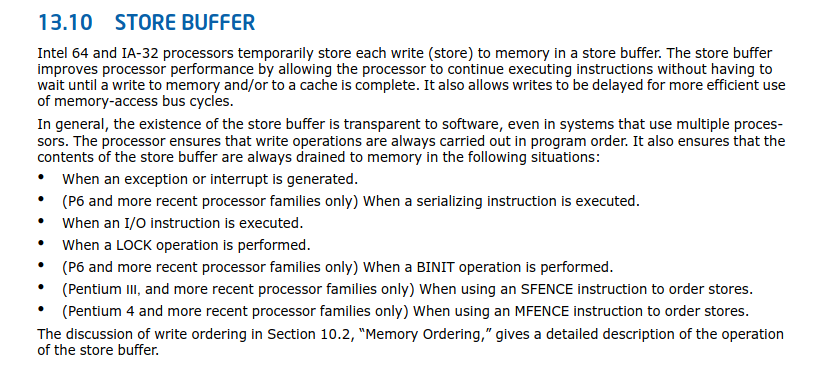 13.10 STORE BUFFER
Intel 64 and IA-32 processors temporarily store each write (store) to memory in a store buffer. The store buffer
improves processor performance by allowing the processor to continue executing instructions without having to
wait until a write to memory and/or to a cache is complete. It also allows writes to be delayed for more efficient use
of memory-access bus cycles.
In general, the existence of the store buffer is transparent to software, even in systems that use multiple proces-
sors. The processor ensures that write operations are always carried out in program order. It also ensures that the
contents of the store buffer are always drained to memory in the following situations:
• When an exception or interrupt is generated.
• (P6 and more recent processor families only) When a serializing instruction is executed.
• When an I/O instruction is executed.
• When a LOCK operation is performed.
• (P6 and more recent processor families only) When a BINIT operation is performed.
• (Pentium III, and more recent processor families only) When using an SFENCE instruction to order stores.
• (Pentium 4 and more recent processor families only) When using an MFENCE instruction to order stores.
The discussion of write ordering in Section 10.2, “Memory Ordering,” gives a detailed description of the operation
of the store buffer.